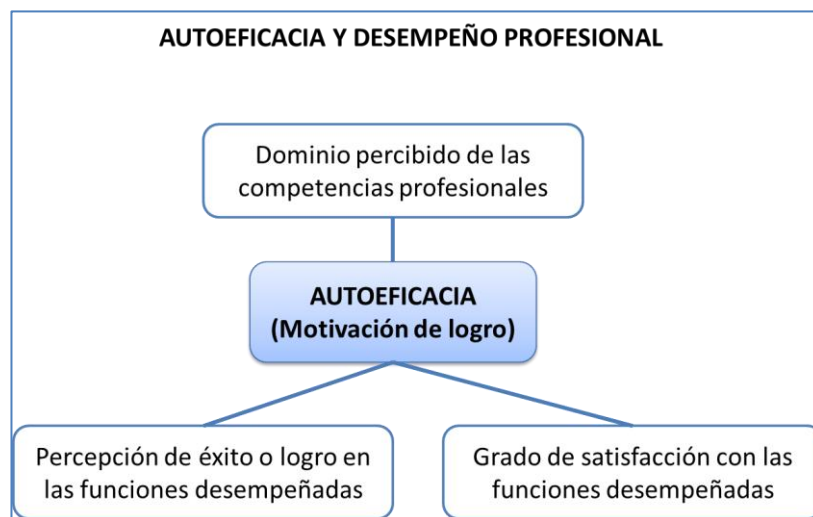 AUTOEFICACIA Y DESEMPEÑO PROFESIONAL
Dominio percibido de las
competencias profesionales
AUTOEFICACIA
(Motivación de logro)
Percepción de éxito o logro en
las funciones desempeñadas
Grado de satisfacción con las
funciones desempeñadas